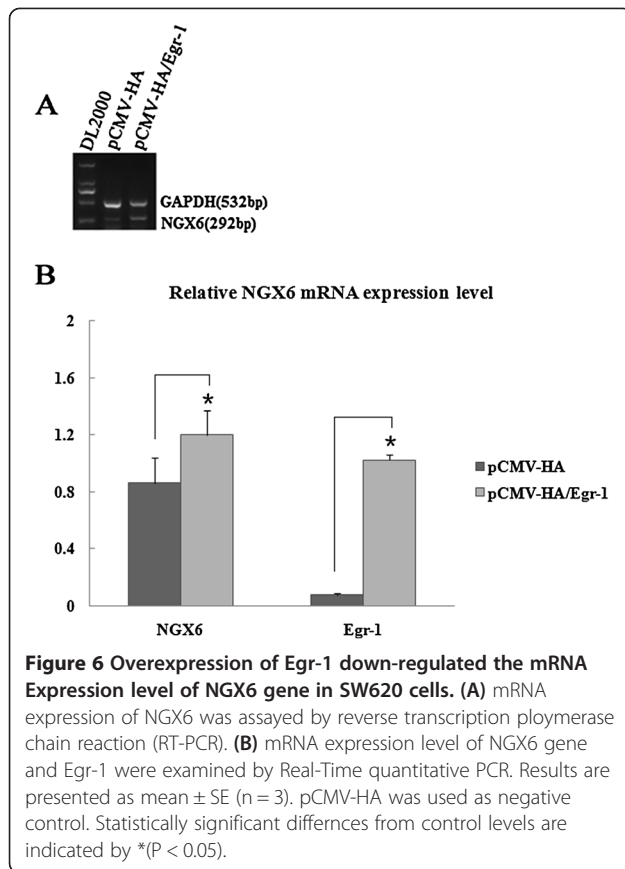 A
DL2000
pCMV-HA
pCMV-HA/Egr-1
GAPDH(532bp)
NGX6(292bp)
B
Relative NGX6 mRNA expression level
2
1.6
1.2
0.8
0.4
0
*
*
pCMV-HA
pCMV-HA/Egr-1
NGX6
Egr-1
Figure 6 Overexpression of Egr-1 down-regulated the mRNA
Expression level of NGX6 gene in SW620 cells. (A) mRNA
expression of NGX6 was assayed by reverse transcription ploymerase
chain reaction (RT-PCR). (B) mRNA expression level of NGX6 gene
and Egr-1 were examined by Real-Time quantitative PCR. Results are
presented as mean ± SE (n = 3). pCMV-HA was used as negative
control. Statistically significant differnces from control levels are
indicated by *(P < 0.05).